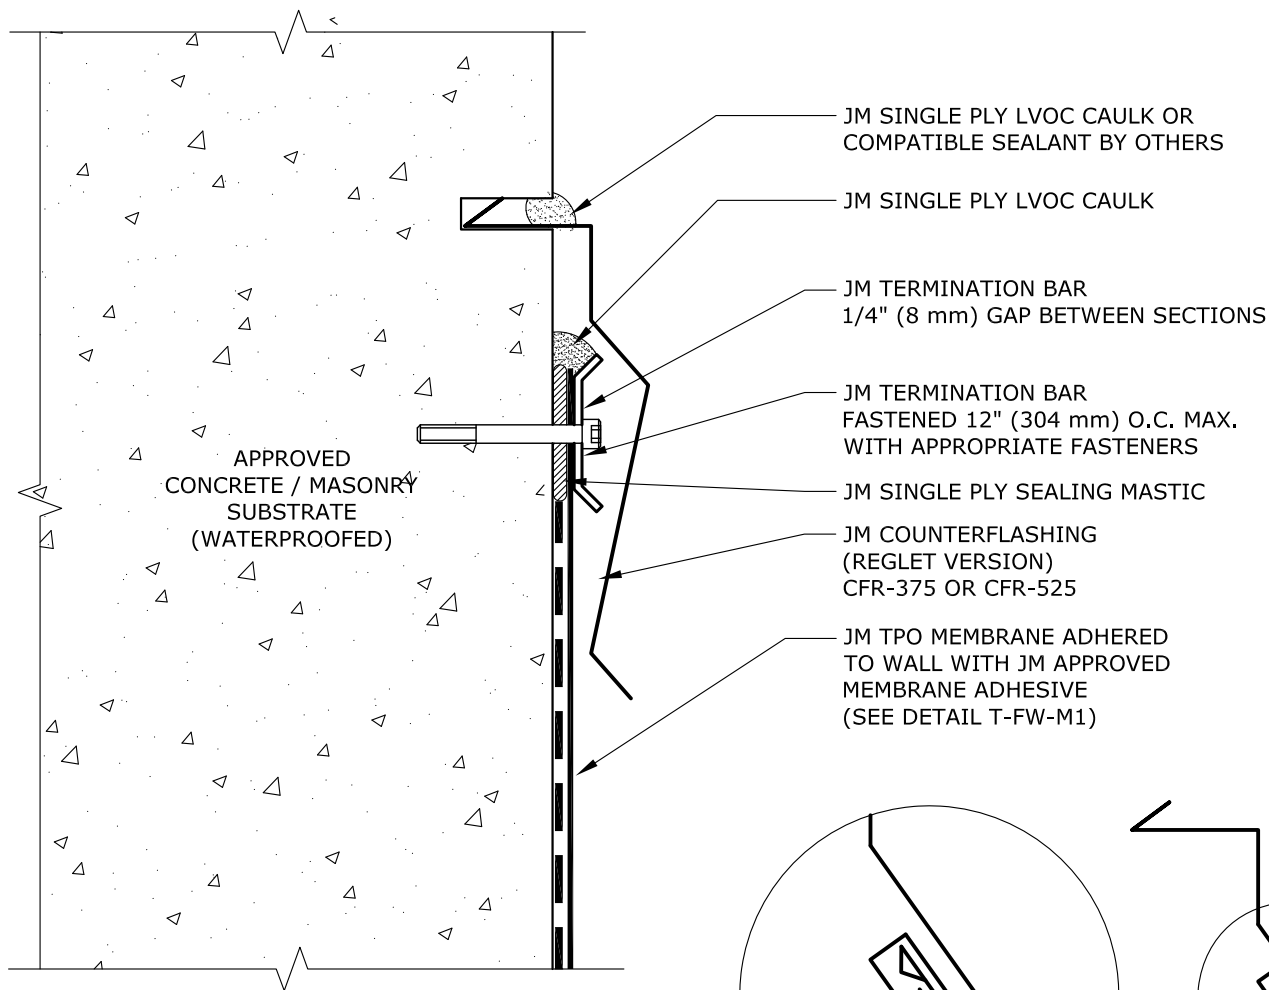 JM SINGLE PLY LVOC CAULK OR
COMPATIBLE SEALANT BY OTHERS
JM SINGLE PLY LVOC CAULK
JM TERMINATION BAR
1/4" (8 mm) GAP BETWEEN SECTIONS
JM TERMINATION BAR
FASTENED 12" (304 mm) O.C. MAX.
WITH APPROPRIATE FASTENERS
APPROVED
CONCRETE / MASONRY
SUBSTRATE
(WATERPROOFED)
JM SINGLE PLY SEALING MASTIC
JM COUNTERFLASHING
(REGLET VERSION)
CFR-375 OR CFR-525
JM TPO MEMBRANE ADHERED
TO WALL WITH JM APPROVED
MEMBRANE ADHESIVE
(SEE DETAIL T-FW-M1)